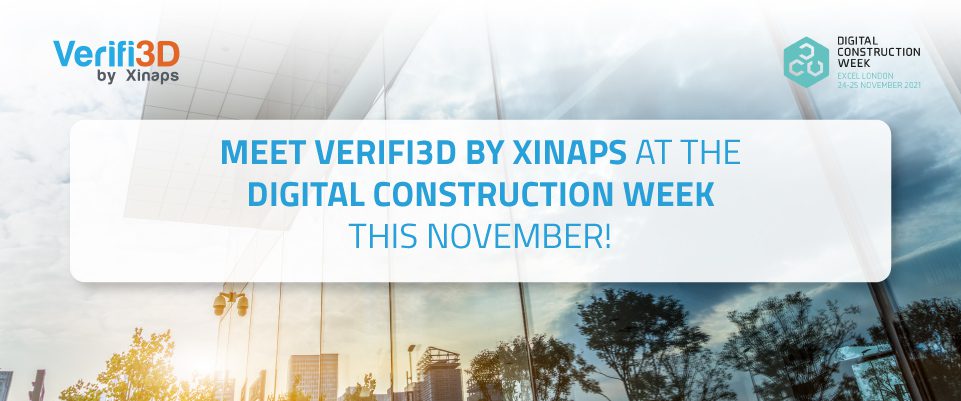 Verifi3D
by Xinaps
DIGITAL
CONSTRUCTION
WEEK
EXCEL LONDON
24-25 NOVEMBER 2021
MEET VERIFI3D BY XINAPS AT THE
DIGITAL CONSTRUCTION WEEK
THIS NOVEMBER!